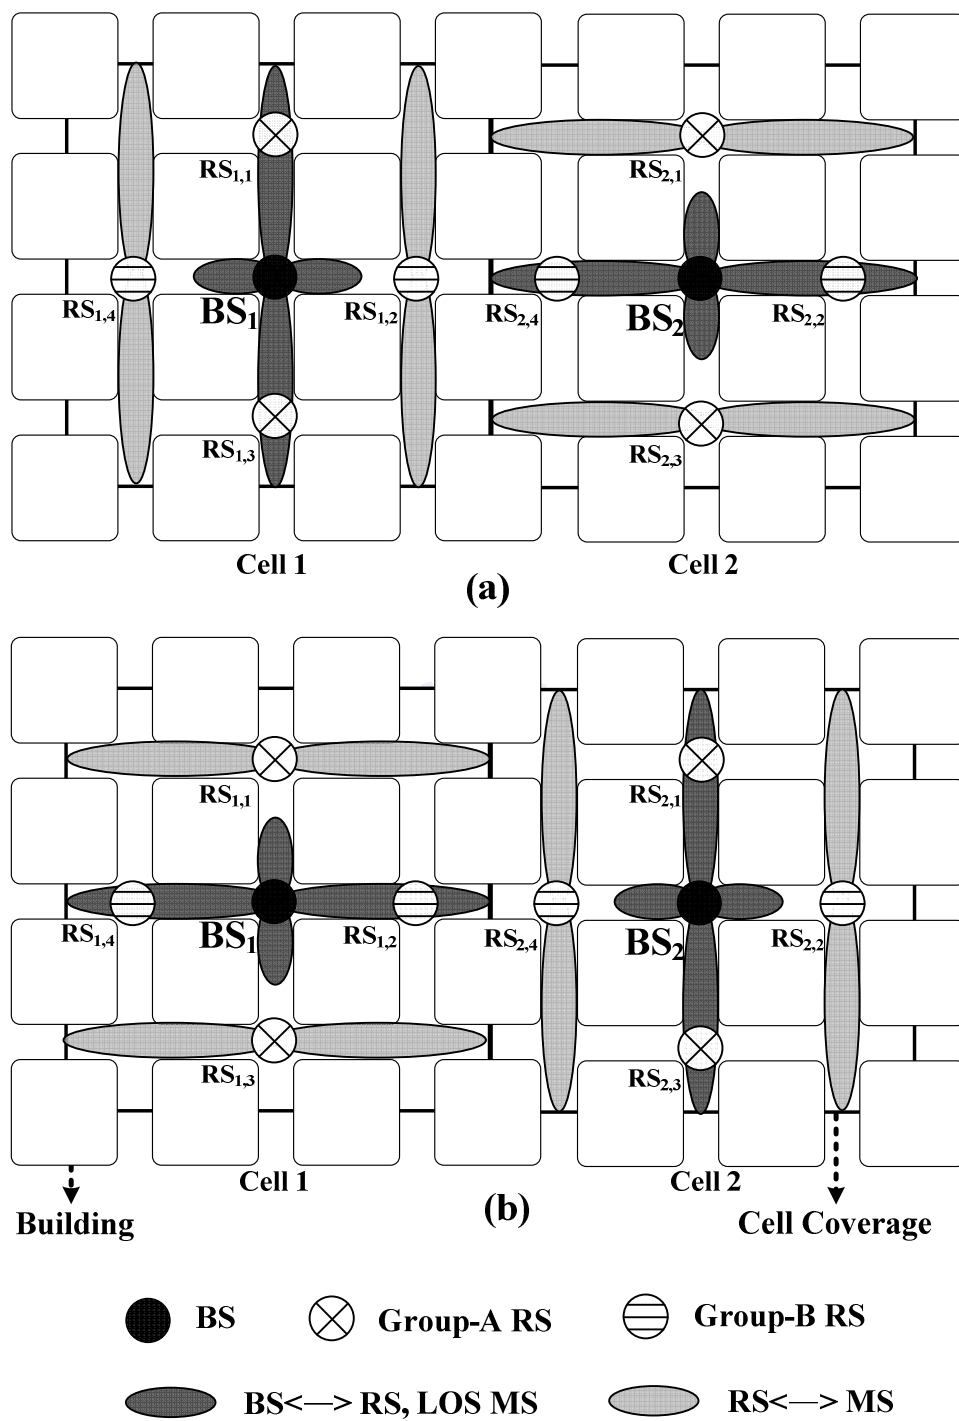 RS1,1
RS2,1
RS1,4
BS1
RS1,2
RS2,4
BS2
RS2,2
RS1,3
RS2,3
Cell 1
Cell 2
(a)
RS1,1
RS2,1
RS1,4
BS1
RS1,2
RS2,4
BS2
RS2,2
RS1,3
RS2,3
Cell 1
Cell 2
(b)
Building
Cell Coverage
BS
Group-A RS
Group-B RS
BS<—>RS, LOS MS
RS<—>MS